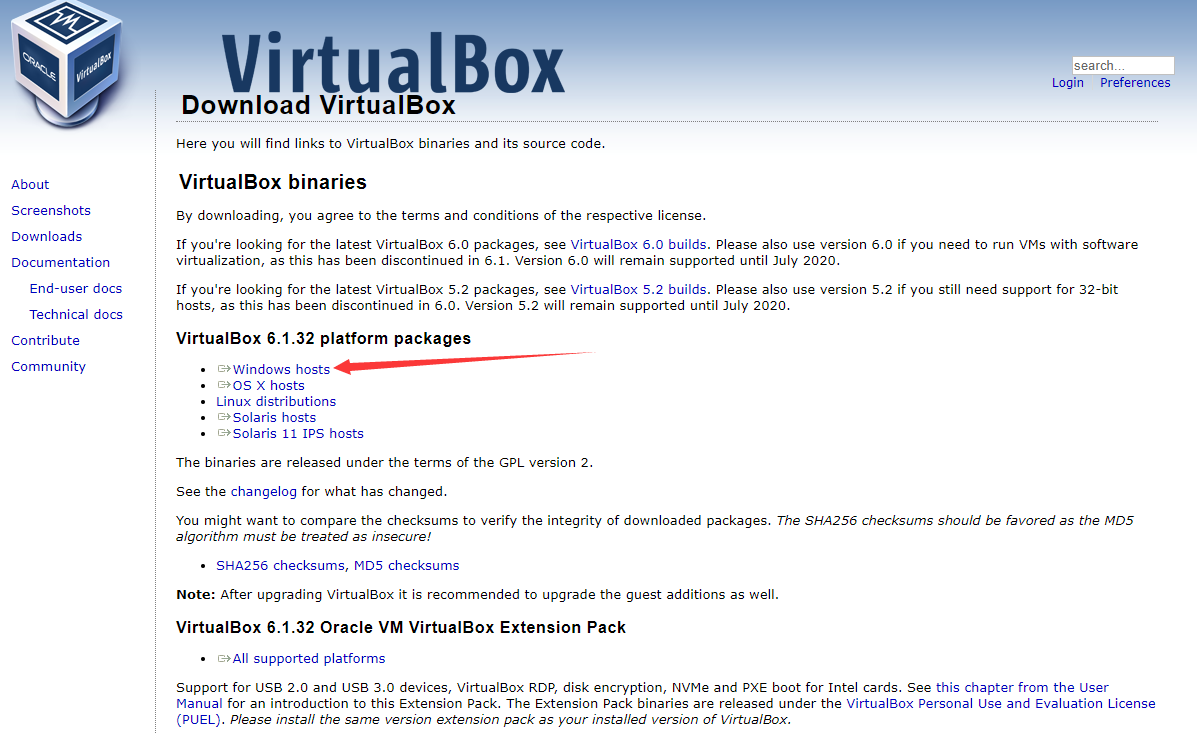 ORACLE
VirtualBox
VirtualBox
search...
Login Preferences
Download VirtualBox
Here you will find links to VirtualBox binaries and its source code.
About
Screenshots
Downloads
Documentation
End-user docs
Technical docs
Contribute
Community
VirtualBox binaries
By downloading, you agree to the terms and conditions of the respective license.
If you're looking for the latest VirtualBox 6.0 packages, see VirtualBox 6.0 builds. Please also use version 6.0 if you need to run VMs with software
virtualization, as this has been discontinued in 6.1. Version 6.0 will remain supported until July 2020.
If you're looking for the latest VirtualBox 5.2 packages, see VirtualBox 5.2 builds. Please also use version 5.2 if you still need support for 32-bit
hosts, as this has been discontinued in 6.0. Version 5.2 will remain supported until July 2020.
VirtualBox 6.1.32 platform packages
• Windows hosts
• OS X hosts
• Linux distributions
• Solaris hosts
• Solaris 11 IPS hosts
The binaries are released under the terms of the GPL version 2.
See the changelog for what has changed.
You might want to compare the checksums to verify the integrity of downloaded packages. The SHA256 checksums should be favored as the MD5
algorithm must be treated as insecure!
• SHA256 checksums, MD5 checksums
Note: After upgrading VirtualBox it is recommended to upgrade the guest additions as well.
VirtualBox 6.1.32 Oracle VM VirtualBox Extension Pack
• All supported platforms
Support for USB 2.0 and USB 3.0 devices, VirtualBox RDP, disk encryption, NVMe and PXE boot for Intel cards. See this chapter from the User
Manual for an introduction to this Extension Pack. The Extension Pack binaries are released under the VirtualBox Personal Use and Evaluation License
(PUEL). Please install the same version extension pack as your installed version of VirtualBox.